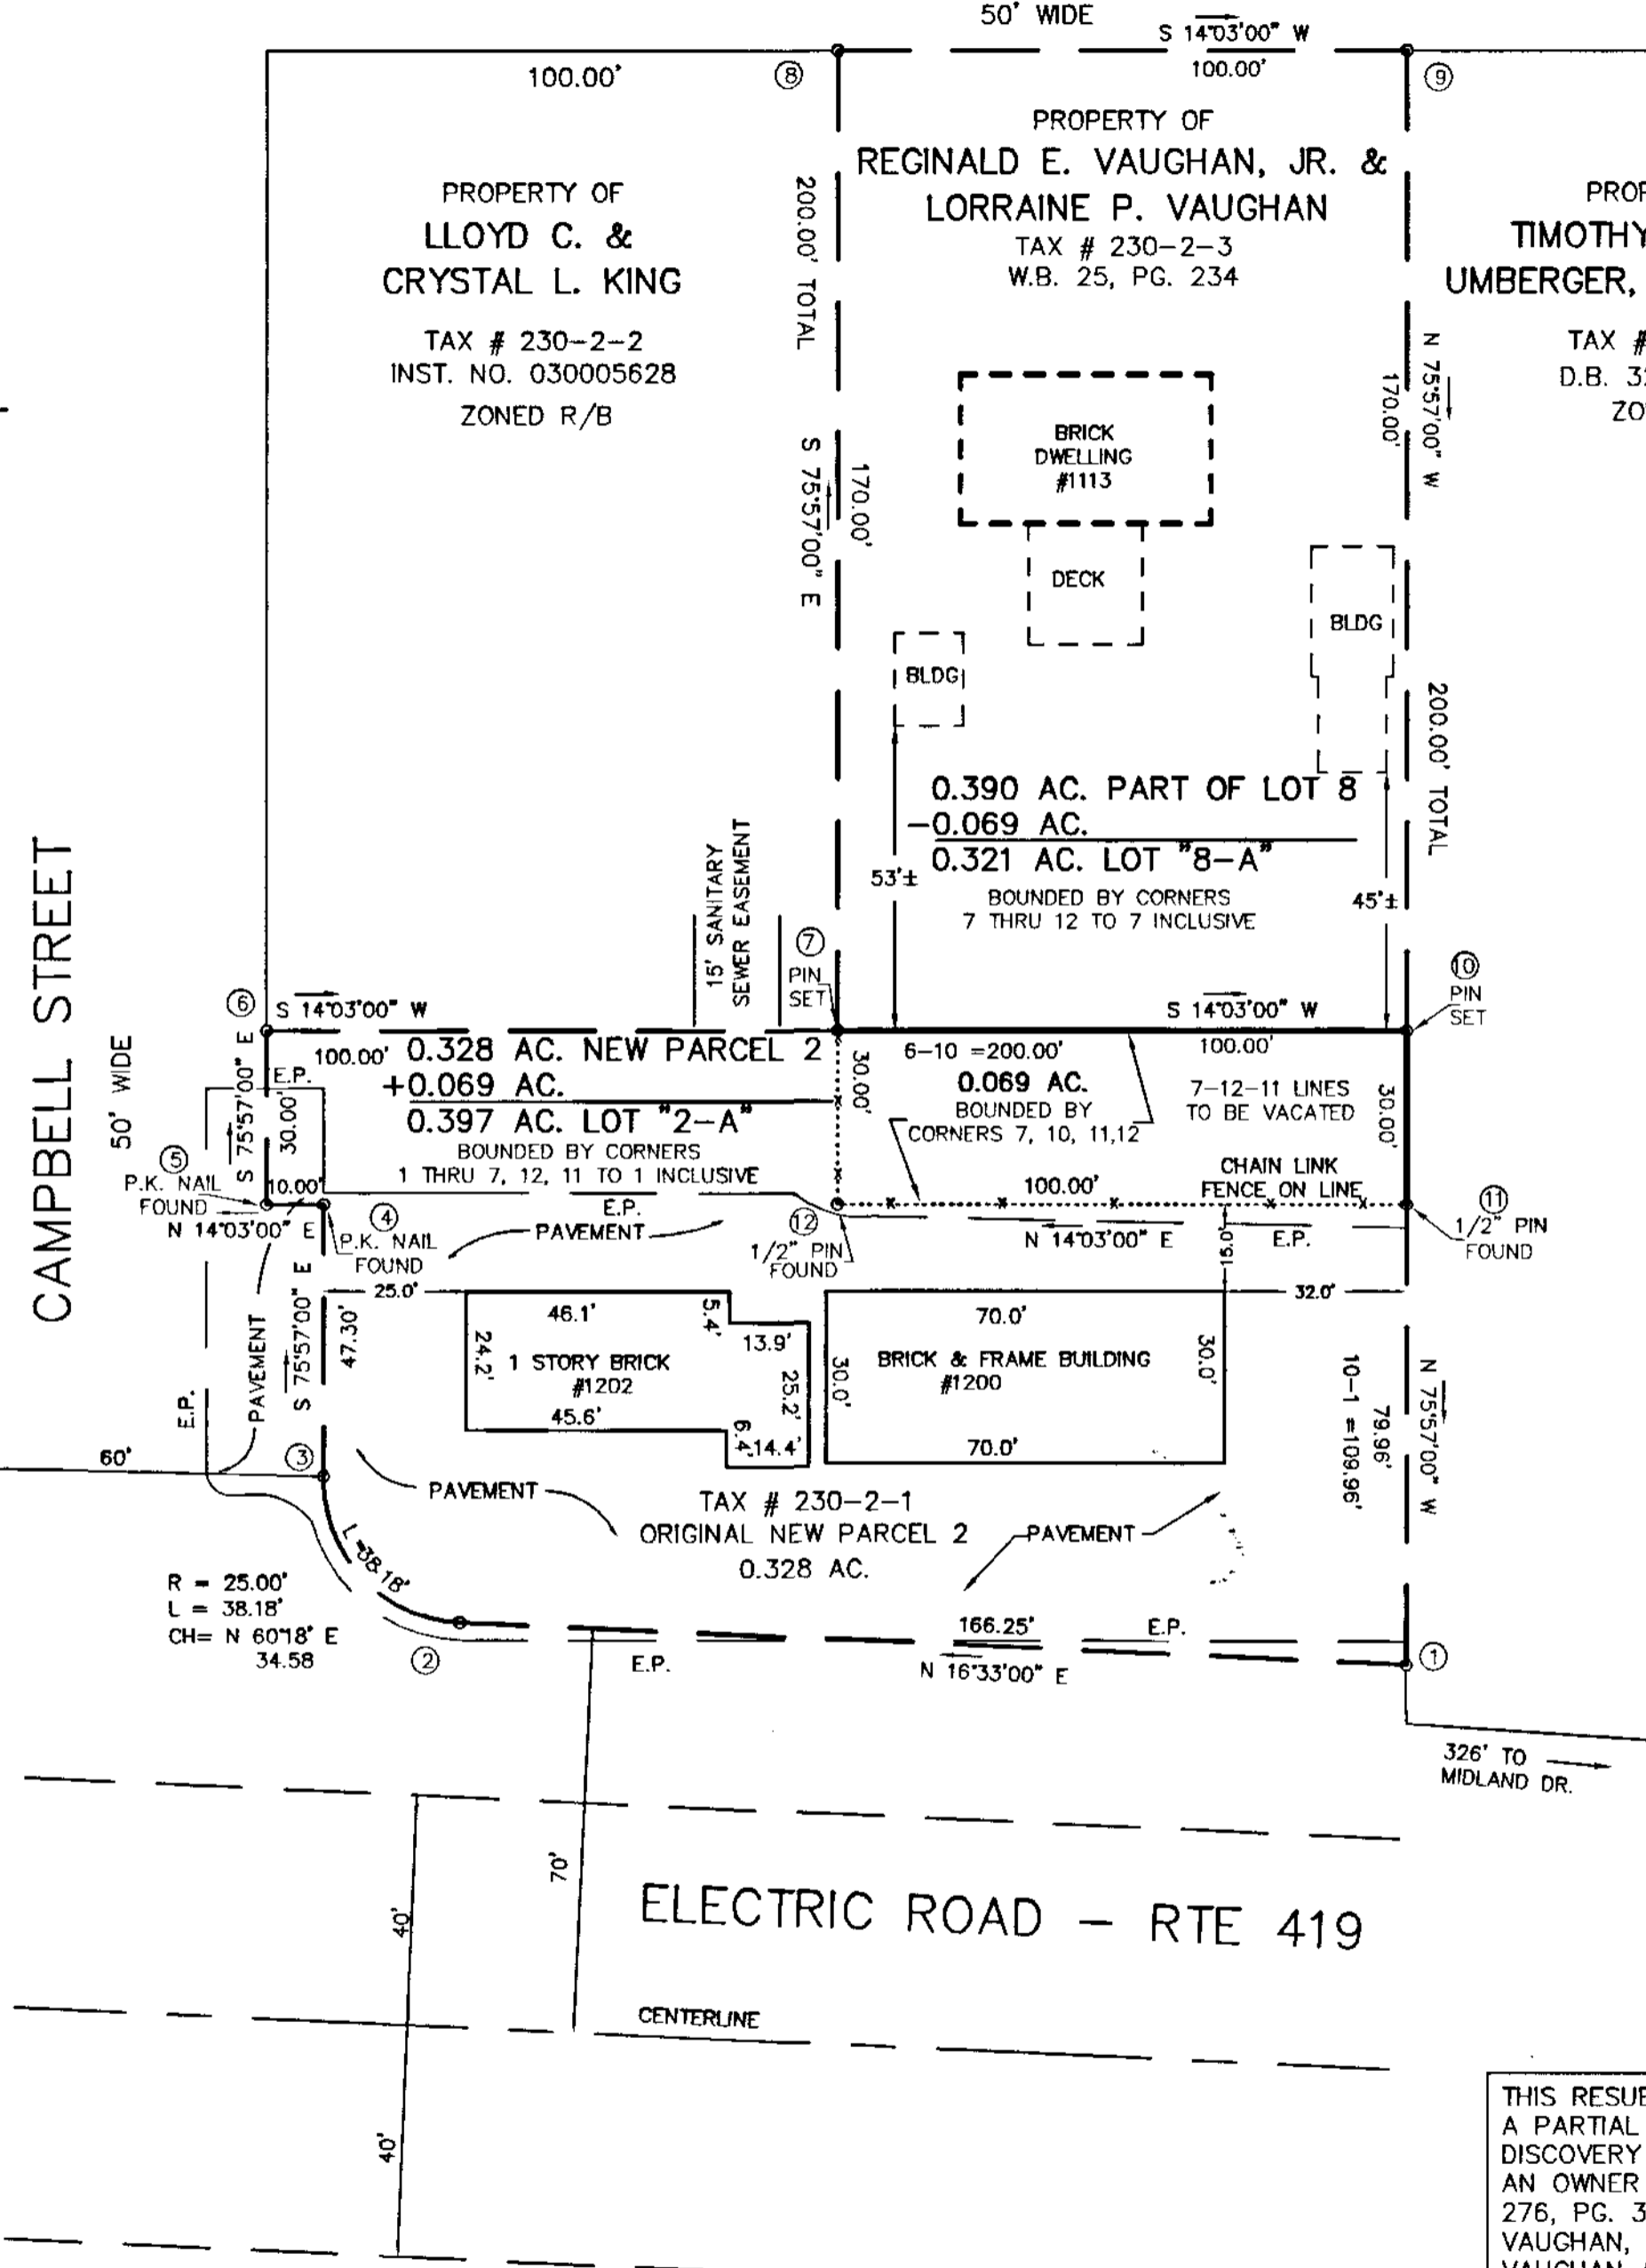 50' WIDE
S 14°03'00" W
100.00'
8
100.00'
9
PROPERTY OF
LLOYD C. &
CRYSTAL L. KING
TAX # 230-2-2
INST. NO. 030005628
ZONED R/B
200.00' TOTAL
S 75°57'00" E
170.00'
PROPERTY OF
REGINALD E. VAUGHAN, JR. &
LORRAINE P. VAUGHAN
TAX # 230-2-3
W.B. 25, PG. 234
BRICK
DWELLING
#1113
DECK
BLDG
BLDG
N 75°57'00" W
170.00'
200.00' TOTAL
TIMOTHY
UMBERGER,
TAX #
0.390 AC. PART OF LOT 8
-0.069 AC.
0.321 AC. LOT "8-A"
BOUNDED BY CORNERS
7 THRU 12 TO 7 INCLUSIVE
53'±
45'±
CAMPBELL STREET
50' WIDE
15' SANITARY
SEWER EASEMENT
7
PIN
SET
10
PIN
SET
6
S 14°03'00" W
100.00'
0.328 AC. NEW PARCEL 2
+0.069 AC.
0.397 AC. LOT "2-A"
BOUNDED BY CORNERS
1 THRU 7, 12, 11 TO 1 INCLUSIVE
S 14°03'00" W
6-10 =200.00'
100.00'
0.069 AC.
BOUNDED BY
CORNERS 7, 10, 11,12
7-12-11 LINES
TO BE VACATED
30.00'
30.00'
E.P.
S 75°57'00" E
30.00'
5
P.K. NAIL
FOUND
10.00'
N 14°03'00" E
4
P.K. NAIL
FOUND
E.P.
PAVEMENT
12
1/2" PIN
FOUND
100.00'
CHAIN LINK
FENCE ON LINE
N 14°03'00" E
E.P.
15.0'
11
1/2" PIN
FOUND
25.0'
32.0'
46.1'
5.4'
13.9'
24.2'
1 STORY BRICK
#1202
25.2'
45.6'
6.4'
14.4'
70.0'
30.0'
BRICK & FRAME BUILDING
#1200
30.0'
70.0'
S 75°57'00" E
47.30'
PAVEMENT
E.P.
60'
3
PAVEMENT
TAX # 230-2-1
ORIGINAL NEW PARCEL 2
0.328 AC.
PAVEMENT
10-1 =109.96'
79.96'
N 75°57'00" W
L=38.18'
R = 25.00'
L = 38.18'
CH= N 60°18' E
34.58
2
E.P.
166.25'
E.P.
N 16°33'00" E
1
326' TO
MIDLAND DR.
70'
40'
ELECTRIC ROAD - RTE 419
CENTERLINE
40'
A PARTIAL
DISCOVERY
AN OWNER
276, PG. 3
VAUGHAN,